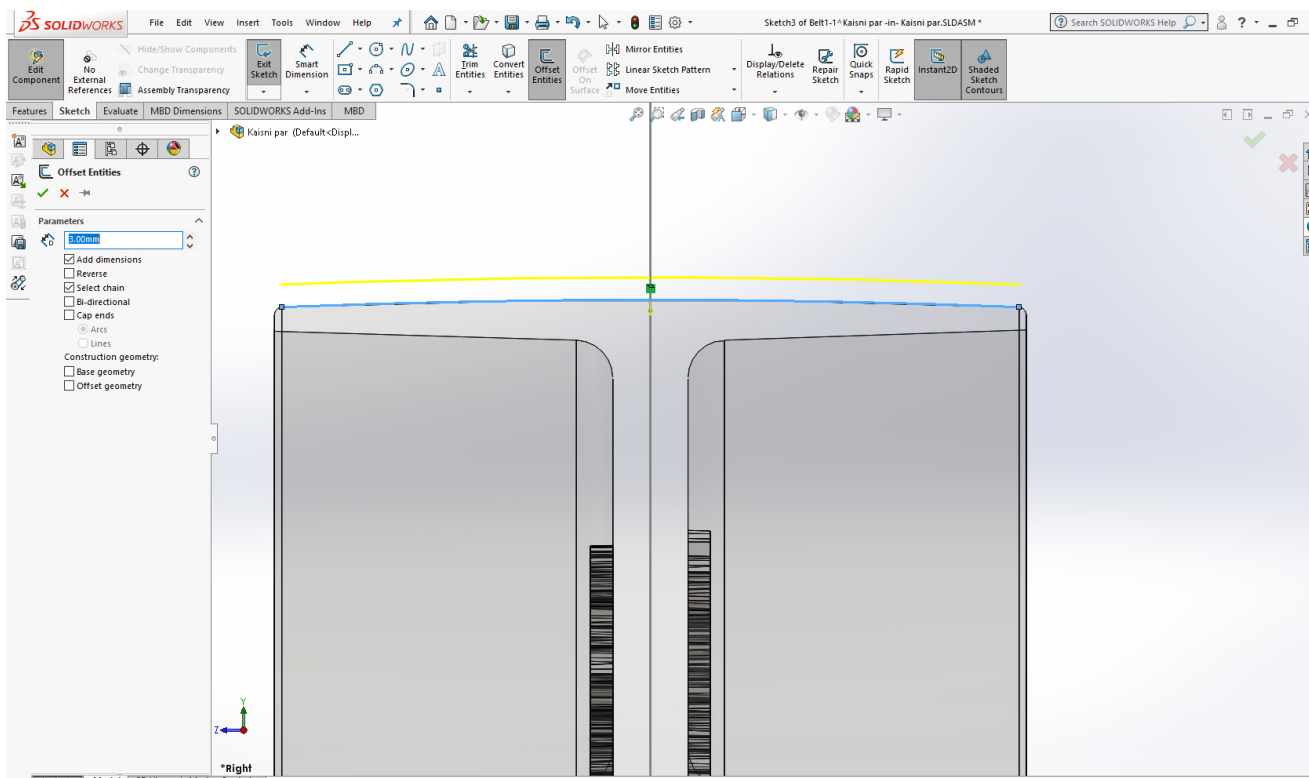 SOLIDWORKS File Edit View Insert Tools Window Help Sketch3 of Belt1-1^Kaisni par -in- Kaisni par.SLDASM * Search SOLIDWORKS Help ?
Edit Component
No External References
Hide/Show Components
Change Transparency
Assembly Transparency
Exit Sketch
Smart Dimension
Trim Entities
Convert Entities
Offset Entities
Offset On Surface
Mirror Entities
Linear Sketch Pattern
Move Entities
Display/Delete Relations
Repair Sketch
Quick Snaps
Rapid Sketch
Instant2D
Shaded Sketch Contours
Features Sketch Evaluate MBD Dimensions SOLIDWORKS Add-Ins MBD
Kaisni par (Default<Displ...
Offset Entities
Parameters
3.00mm
Add dimensions
Reverse
Select chain
Bi-directional
Cap ends
Arcs
Lines
Construction geometry:
Base geometry
Offset geometry
Y
Z
*Right